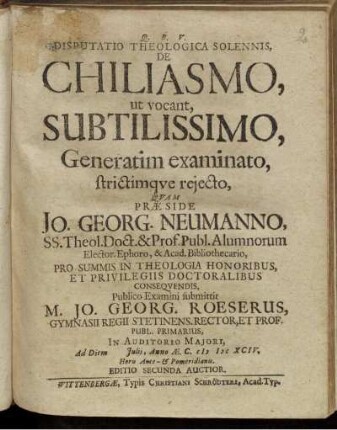 Q. B. V.
DISPUTATIO THEOLOGICA SOLENNIS,
DE
CHILIASMO,
ut vocant,
SUBTILISSIMO,
Generatim examinato,
strictimqve rejecto,
QVAM
PRÆSIDE
JO. GEORG. NEUMANNO,
SS. Theol. Doct. & Prof. Publ. Alumnorum
Elector. Ephoro, & Acad. Bibliothecario,
PRO SUMMIS IN THEOLOGIA HONORIBUS,
ET PRIVILEGIIS DOCTORALIBUS
CONSEQVENDIS,
Publico Examini submittit
M. JO. GEORG. ROESERUS,
GYMNASII REGII STETINENS. RECTOR, ET PROF.
PUBL. PRIMARIUS,
IN AUDITORIO MAJORI,
Ad Diem Julii, Anno Æ. C. cIɔ Iɔc XCIV,
Horis Ante- & Pomeridianis.
EDITIO SECUNDA AUCTIOR.
WITTENBERGÆ, Typis CHRISTIANI SCHRÖDTERI, Acad. Typ.